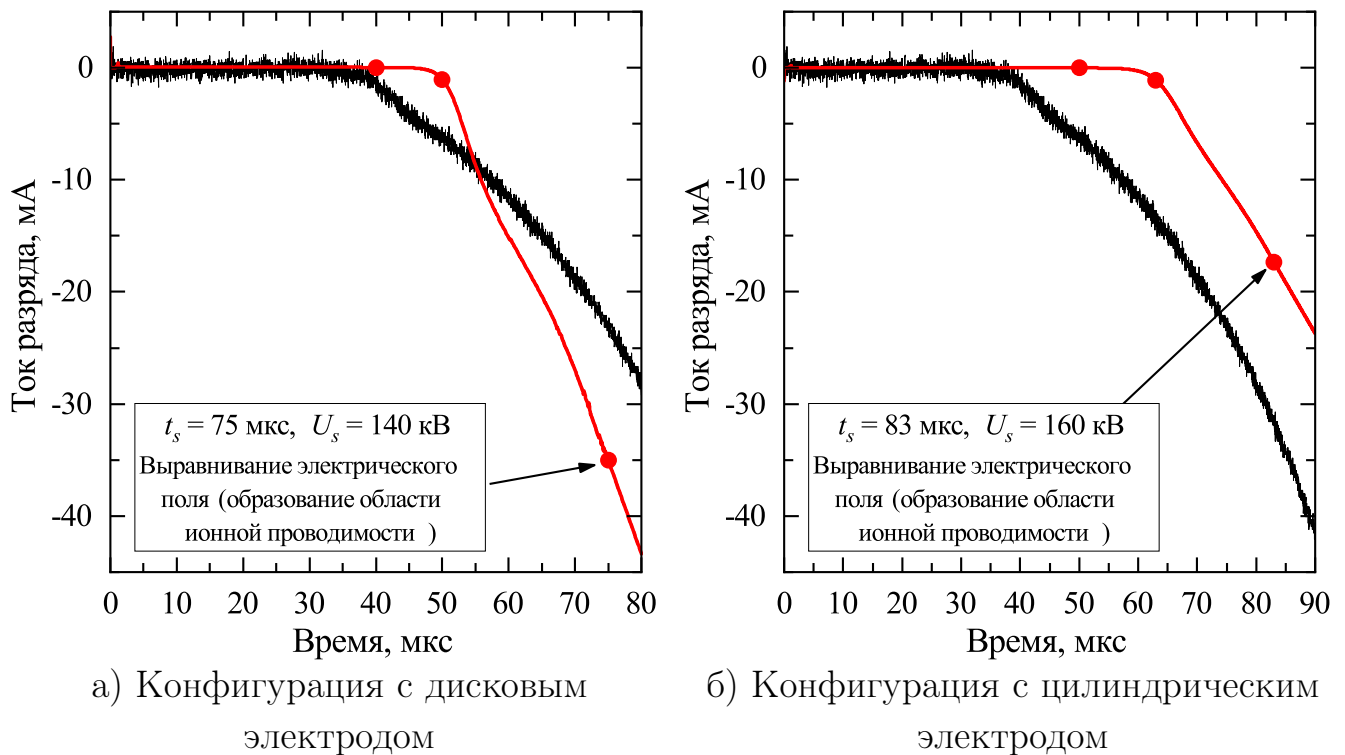 0
-10
-20
-30
-40
Ток разряда, мА
t_s = 75 мкс, U_s = 140 кВ
Выравнивание электрического
поля (образование области
ионной проводимости )
0 10 20 30 40 50 60 70 80
Время, мкс
а) Конфигурация с дисковым
электродом
0
-10
-20
-30
-40
Ток разряда, мА
t_s = 83 мкс, U_s = 160 кВ
Выравнивание электрического
поля (образование области
ионной проводимости )
0 10 20 30 40 50 60 70 80 90
Время, мкс
б) Конфигурация с цилиндрическим
электродом